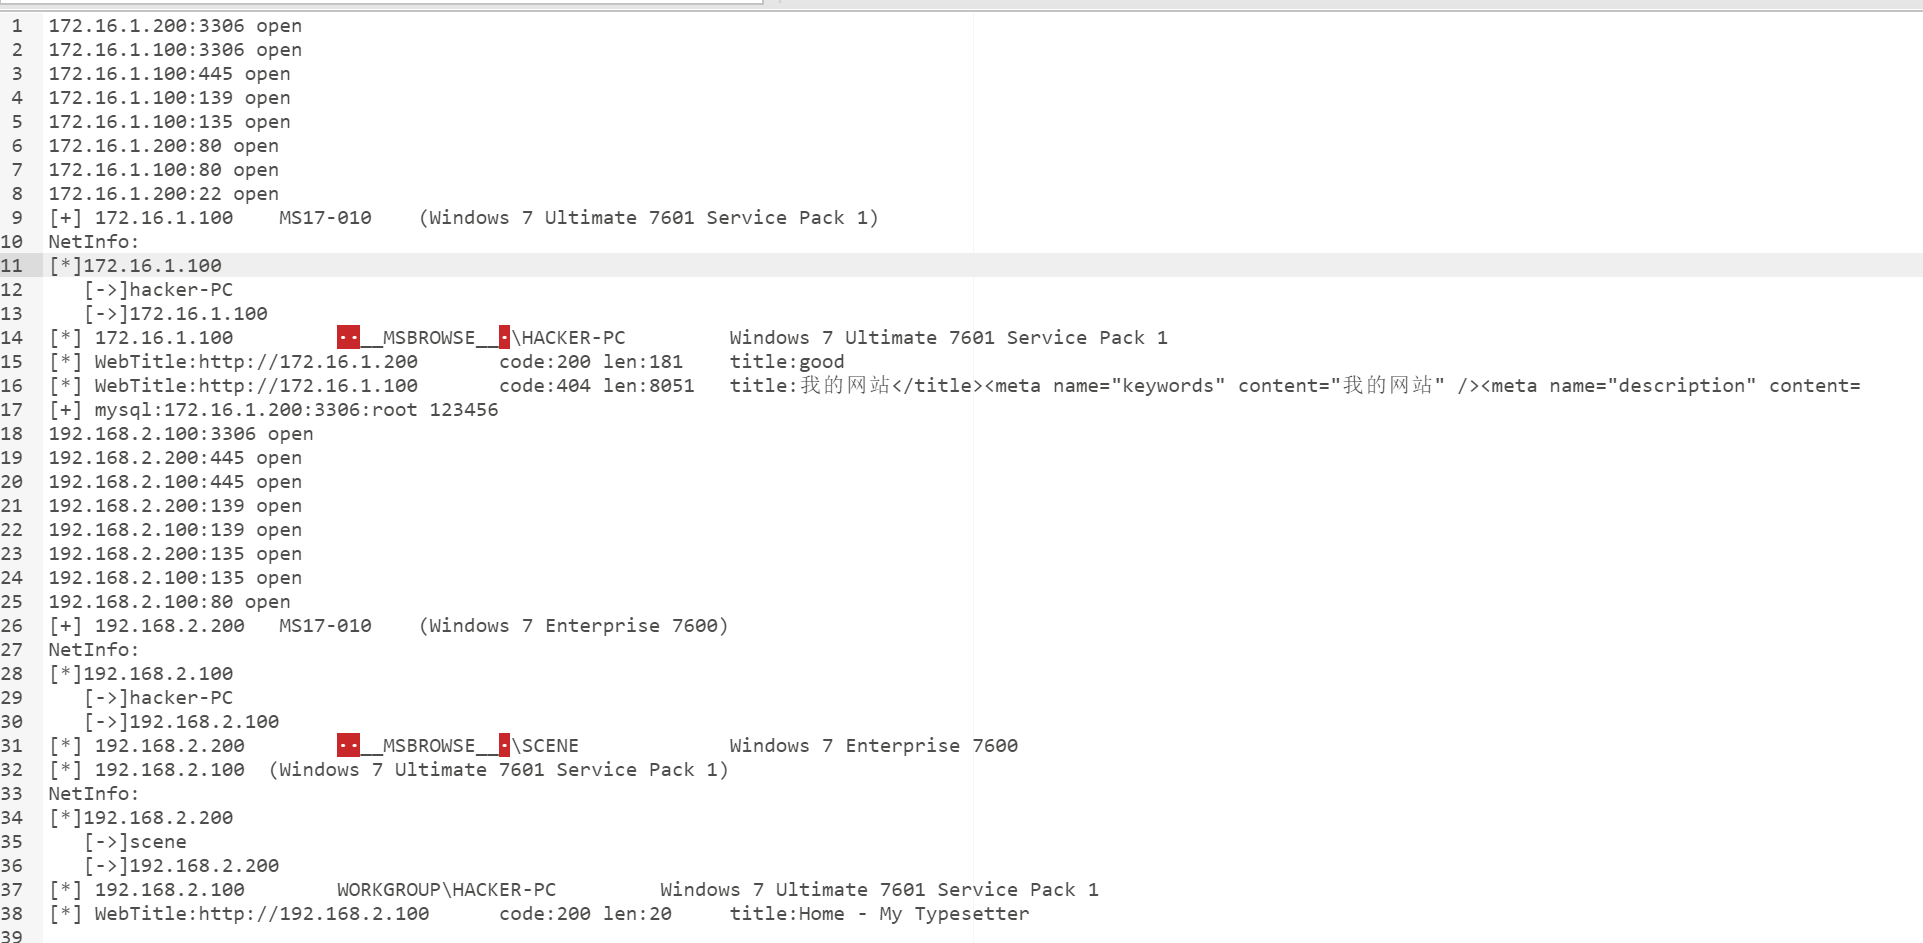 1 172.16.1.200:3306 open
2 172.16.1.100:3306 open
3 172.16.1.100:445 open
4 172.16.1.100:139 open
5 172.16.1.100:135 open
6 172.16.1.200:80 open
7 172.16.1.100:80 open
8 172.16.1.200:22 open
9 [+] 172.16.1.100    MS17-010    (Windows 7 Ultimate 7601 Service Pack 1)
10 NetInfo:
11 [*]172.16.1.100
12    [->]hacker-PC
13    [->]172.16.1.100
14 [*] 172.16.1.100         ··__MSBROWSE__·\HACKER-PC         Windows 7 Ultimate 7601 Service Pack 1
15 [*] WebTitle:http://172.16.1.200       code:200 len:181    title:good
16 [*] WebTitle:http://172.16.1.100       code:404 len:8051   title:我的网站</title><meta name="keywords" content="我的网站" /><meta name="description" content=
17 [+] mysql:172.16.1.200:3306:root 123456
18 192.168.2.100:3306 open
19 192.168.2.200:445 open
20 192.168.2.100:445 open
21 192.168.2.200:139 open
22 192.168.2.100:139 open
23 192.168.2.200:135 open
24 192.168.2.100:135 open
25 192.168.2.100:80 open
26 [+] 192.168.2.200   MS17-010    (Windows 7 Enterprise 7600)
27 NetInfo:
28 [*]192.168.2.100
29    [->]hacker-PC
30    [->]192.168.2.100
31 [*] 192.168.2.200        ··__MSBROWSE__·\SCENE             Windows 7 Enterprise 7600
32 [*] 192.168.2.100  (Windows 7 Ultimate 7601 Service Pack 1)
33 NetInfo:
34 [*]192.168.2.200
35    [->]scene
36    [->]192.168.2.200
37 [*] 192.168.2.100        WORKGROUP\HACKER-PC         Windows 7 Ultimate 7601 Service Pack 1
38 [*] WebTitle:http://192.168.2.100      code:200 len:20     title:Home - My Typesetter
39